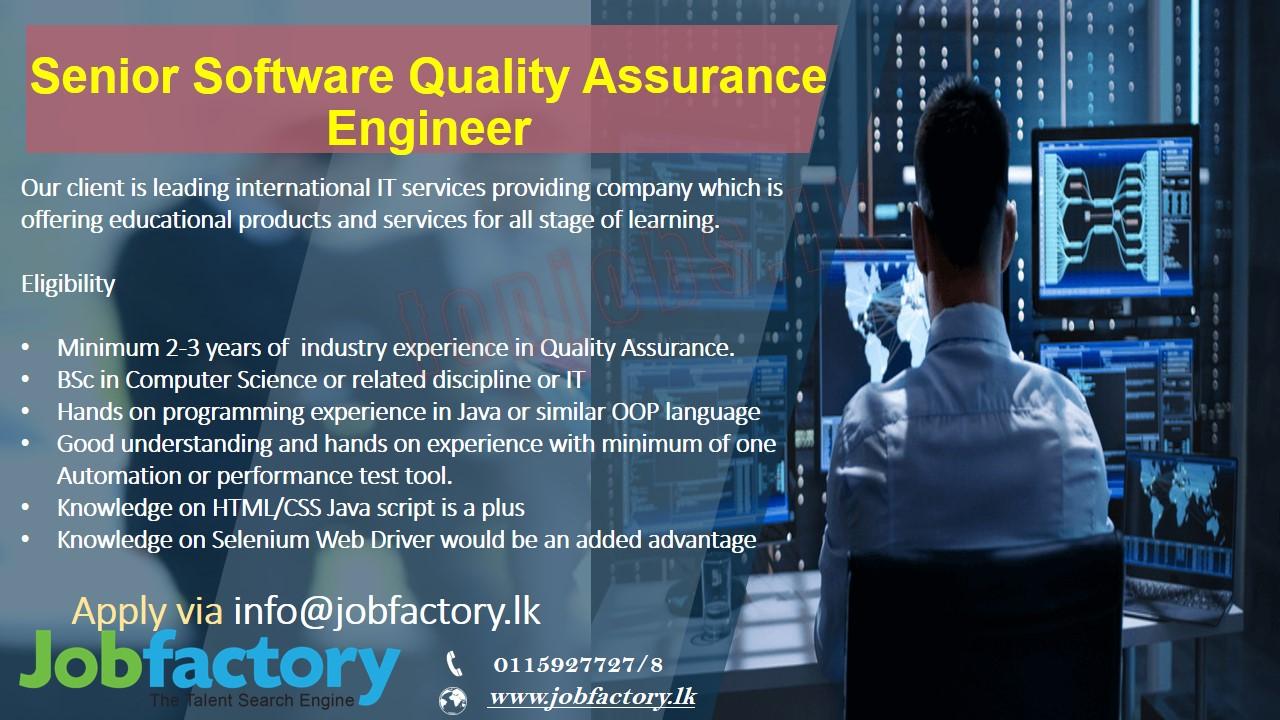 Senior Software Quality Assurance
Engineer
Our client is leading international IT services providing company which is
offering educational products and services for all stage of learning.
Eligibility
• Minimum 2-3 years of  industry experience in Quality Assurance.
• BSc in Computer Science or related discipline or IT
• Hands on programming experience in Java or similar OOP language
• Good understanding and hands on experience with minimum of one
Automation or performance test tool.
• Knowledge on HTML/CSS Java script is a plus
• Knowledge on Selenium Web Driver would be an added advantage
Apply via info@jobfactory.lk
Jobfactory
The Talent Search Engine
0115927727/8
www.jobfactory.lk
topjobs.lk